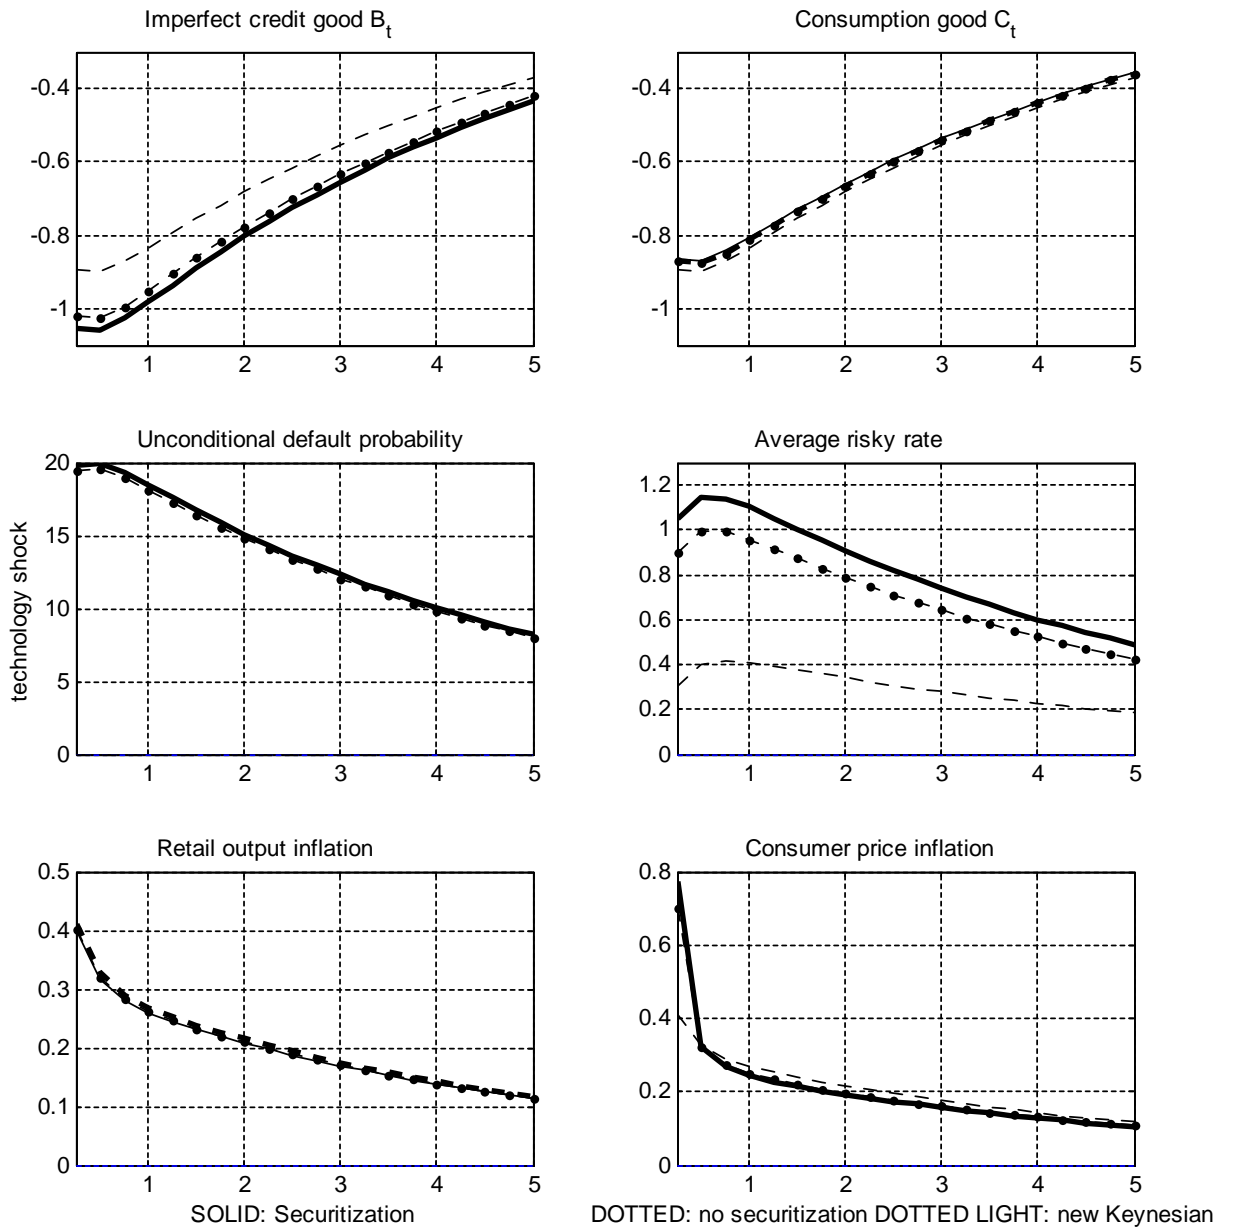 Imperfect credit good B_t
Consumption good C_t
-0.4
-0.6
-0.8
-1
1 2 3 4 5
-0.4
-0.6
-0.8
-1
1 2 3 4 5
Unconditional default probability
Average risky rate
technology shock
20
15
10
5
0
1 2 3 4 5
1.2
1
0.8
0.6
0.4
0.2
0
1 2 3 4 5
Retail output inflation
Consumer price inflation
0.5
0.4
0.3
0.2
0.1
0
1 2 3 4 5
0.8
0.6
0.4
0.2
0
1 2 3 4 5
SOLID: Securitization
DOTTED: no securitization DOTTED LIGHT: new Keynesian